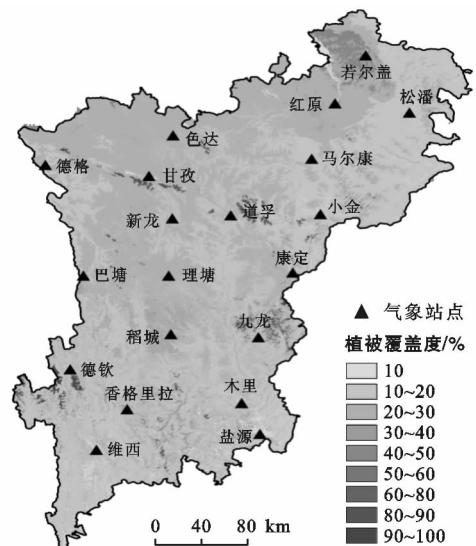 若尔盖
红原
松潘
色达
马尔康
德格
甘孜
新龙
道孚
小金
康定
巴塘
理塘
▲ 气象站点
稻城
九龙
植被覆盖度/%
德钦
10
10~20
香格里拉
木里
20~30
30~40
盐源
40~50
维西
50~60
60~80
80~90
0 40 80 km
90~100